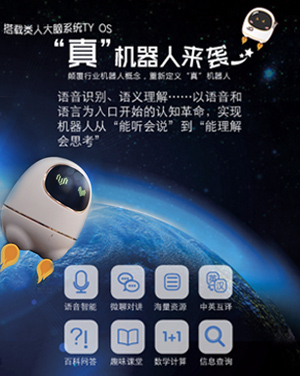 搭载类人大脑系统TY OS
“真”机器人来袭
颠覆行业机器人概念，重新定义“真”机器人
语音识别、语义理解……以语音和
语言为入口开始的认知革命；实现
机器人从“能听会说”到“能理解
会思考”
语音智能
微聊对讲
海量资源
英
汉
中英互译
百科问答
趣味课堂
1+1
数学计算
信息查询